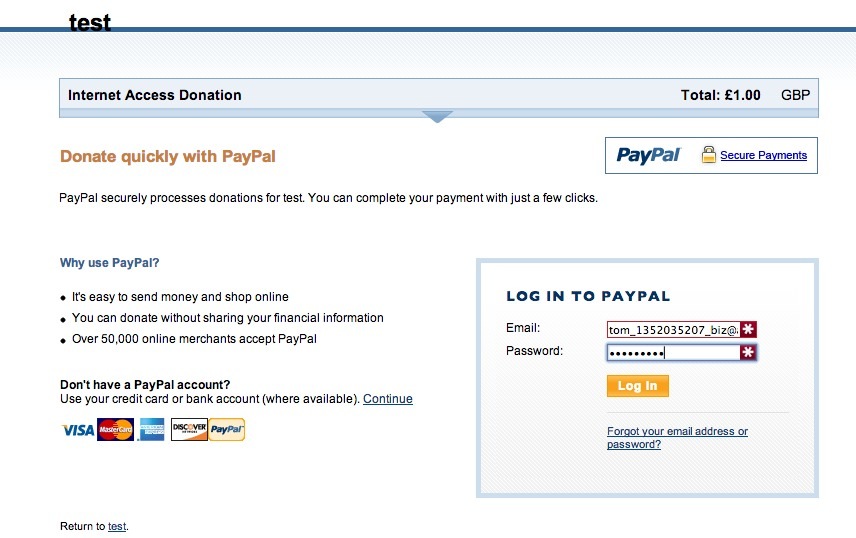 test
Internet Access Donation Total: £1.00 GBP
Donate quickly with PayPal
PayPal Secure Payments
PayPal securely processes donations for test. You can complete your payment with just a few clicks.
Why use PayPal?
It's easy to send money and shop online
You can donate without sharing your financial information
Over 50,000 online merchants accept PayPal
Don't have a PayPal account?
Use your credit card or bank account (where available). Continue
VISA MasterCard AMERICAN EXPRESS DISCOVER NETWORK PayPal
LOG IN TO PAYPAL
Email: tom_1352035207_biz@
Password: •••••••••
Log In
Forgot your email address or
password?
Return to test.